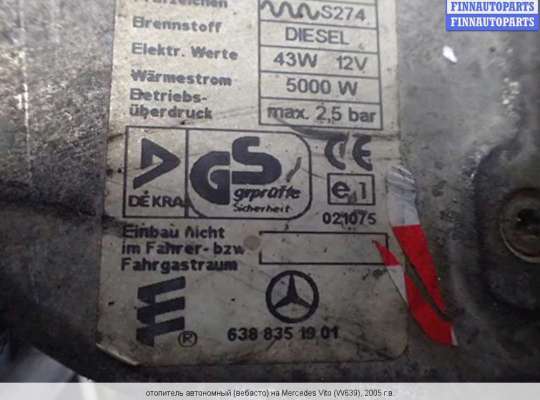 FINNAUTOPARTS
FINNAUTOPARTS
FINNAUTOPARTS
S274
Brennstoff DIESEL
Elektr. Werte 43W 12V
Wärmestrom 5000 W
Betriebs-
überdruck max. 2,5 bar
DEKRA
GS
geprüfte
Sicherheit
CE
e1
021075
Einbau Nicht
im Fahrer- bzw
Fahrgastraum
®
638 835 19 01
отопитель автономный (вебасто) на Mercedes Vito (W639), 2005 г.в.